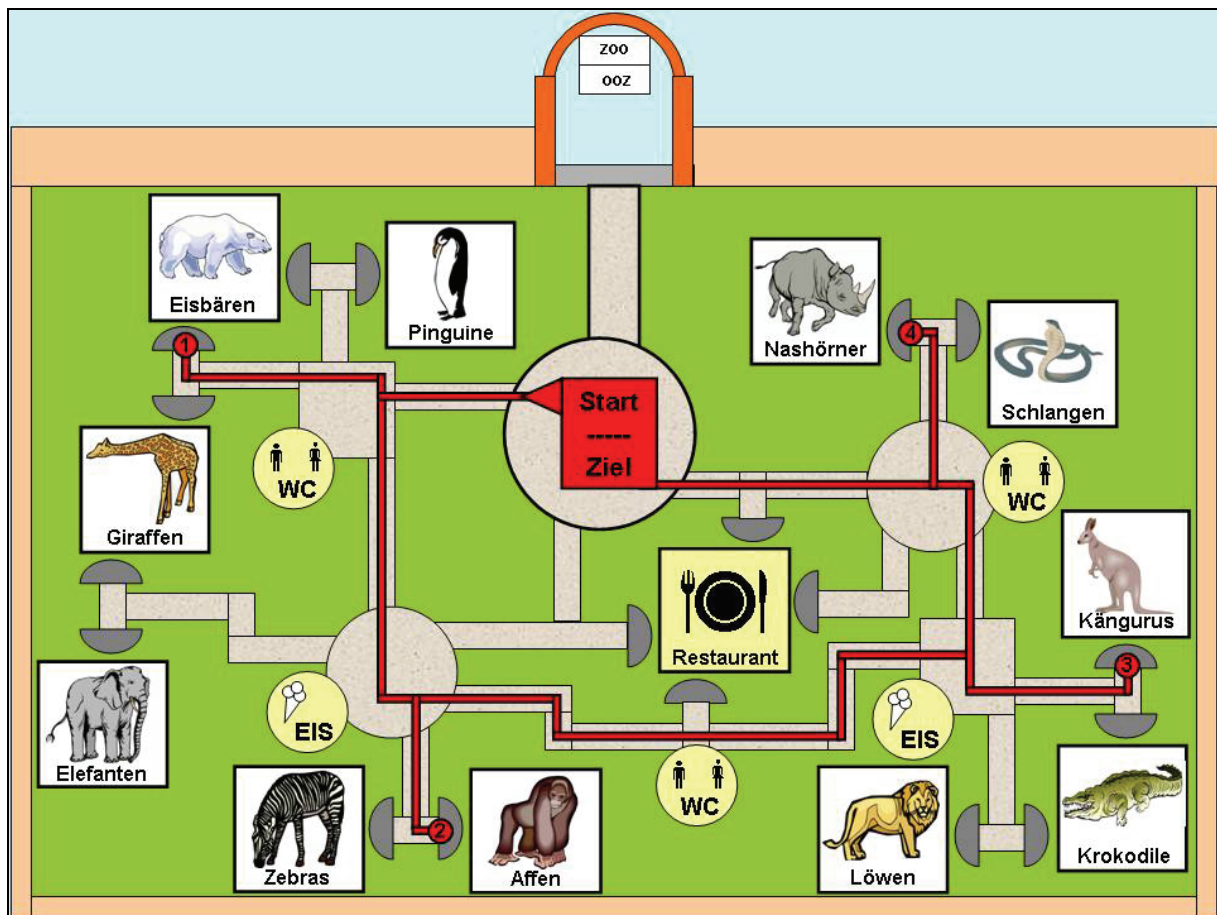 ZOO
OOZ
Eisbären
Pinguine
Nashörner
Schlangen
1
4
Start
-----
Ziel
WC
WC
Giraffen
Kängurus
Restaurant
3
Elefanten
EIS
EIS
WC
2
Zebras
Affen
Löwen
Krokodile